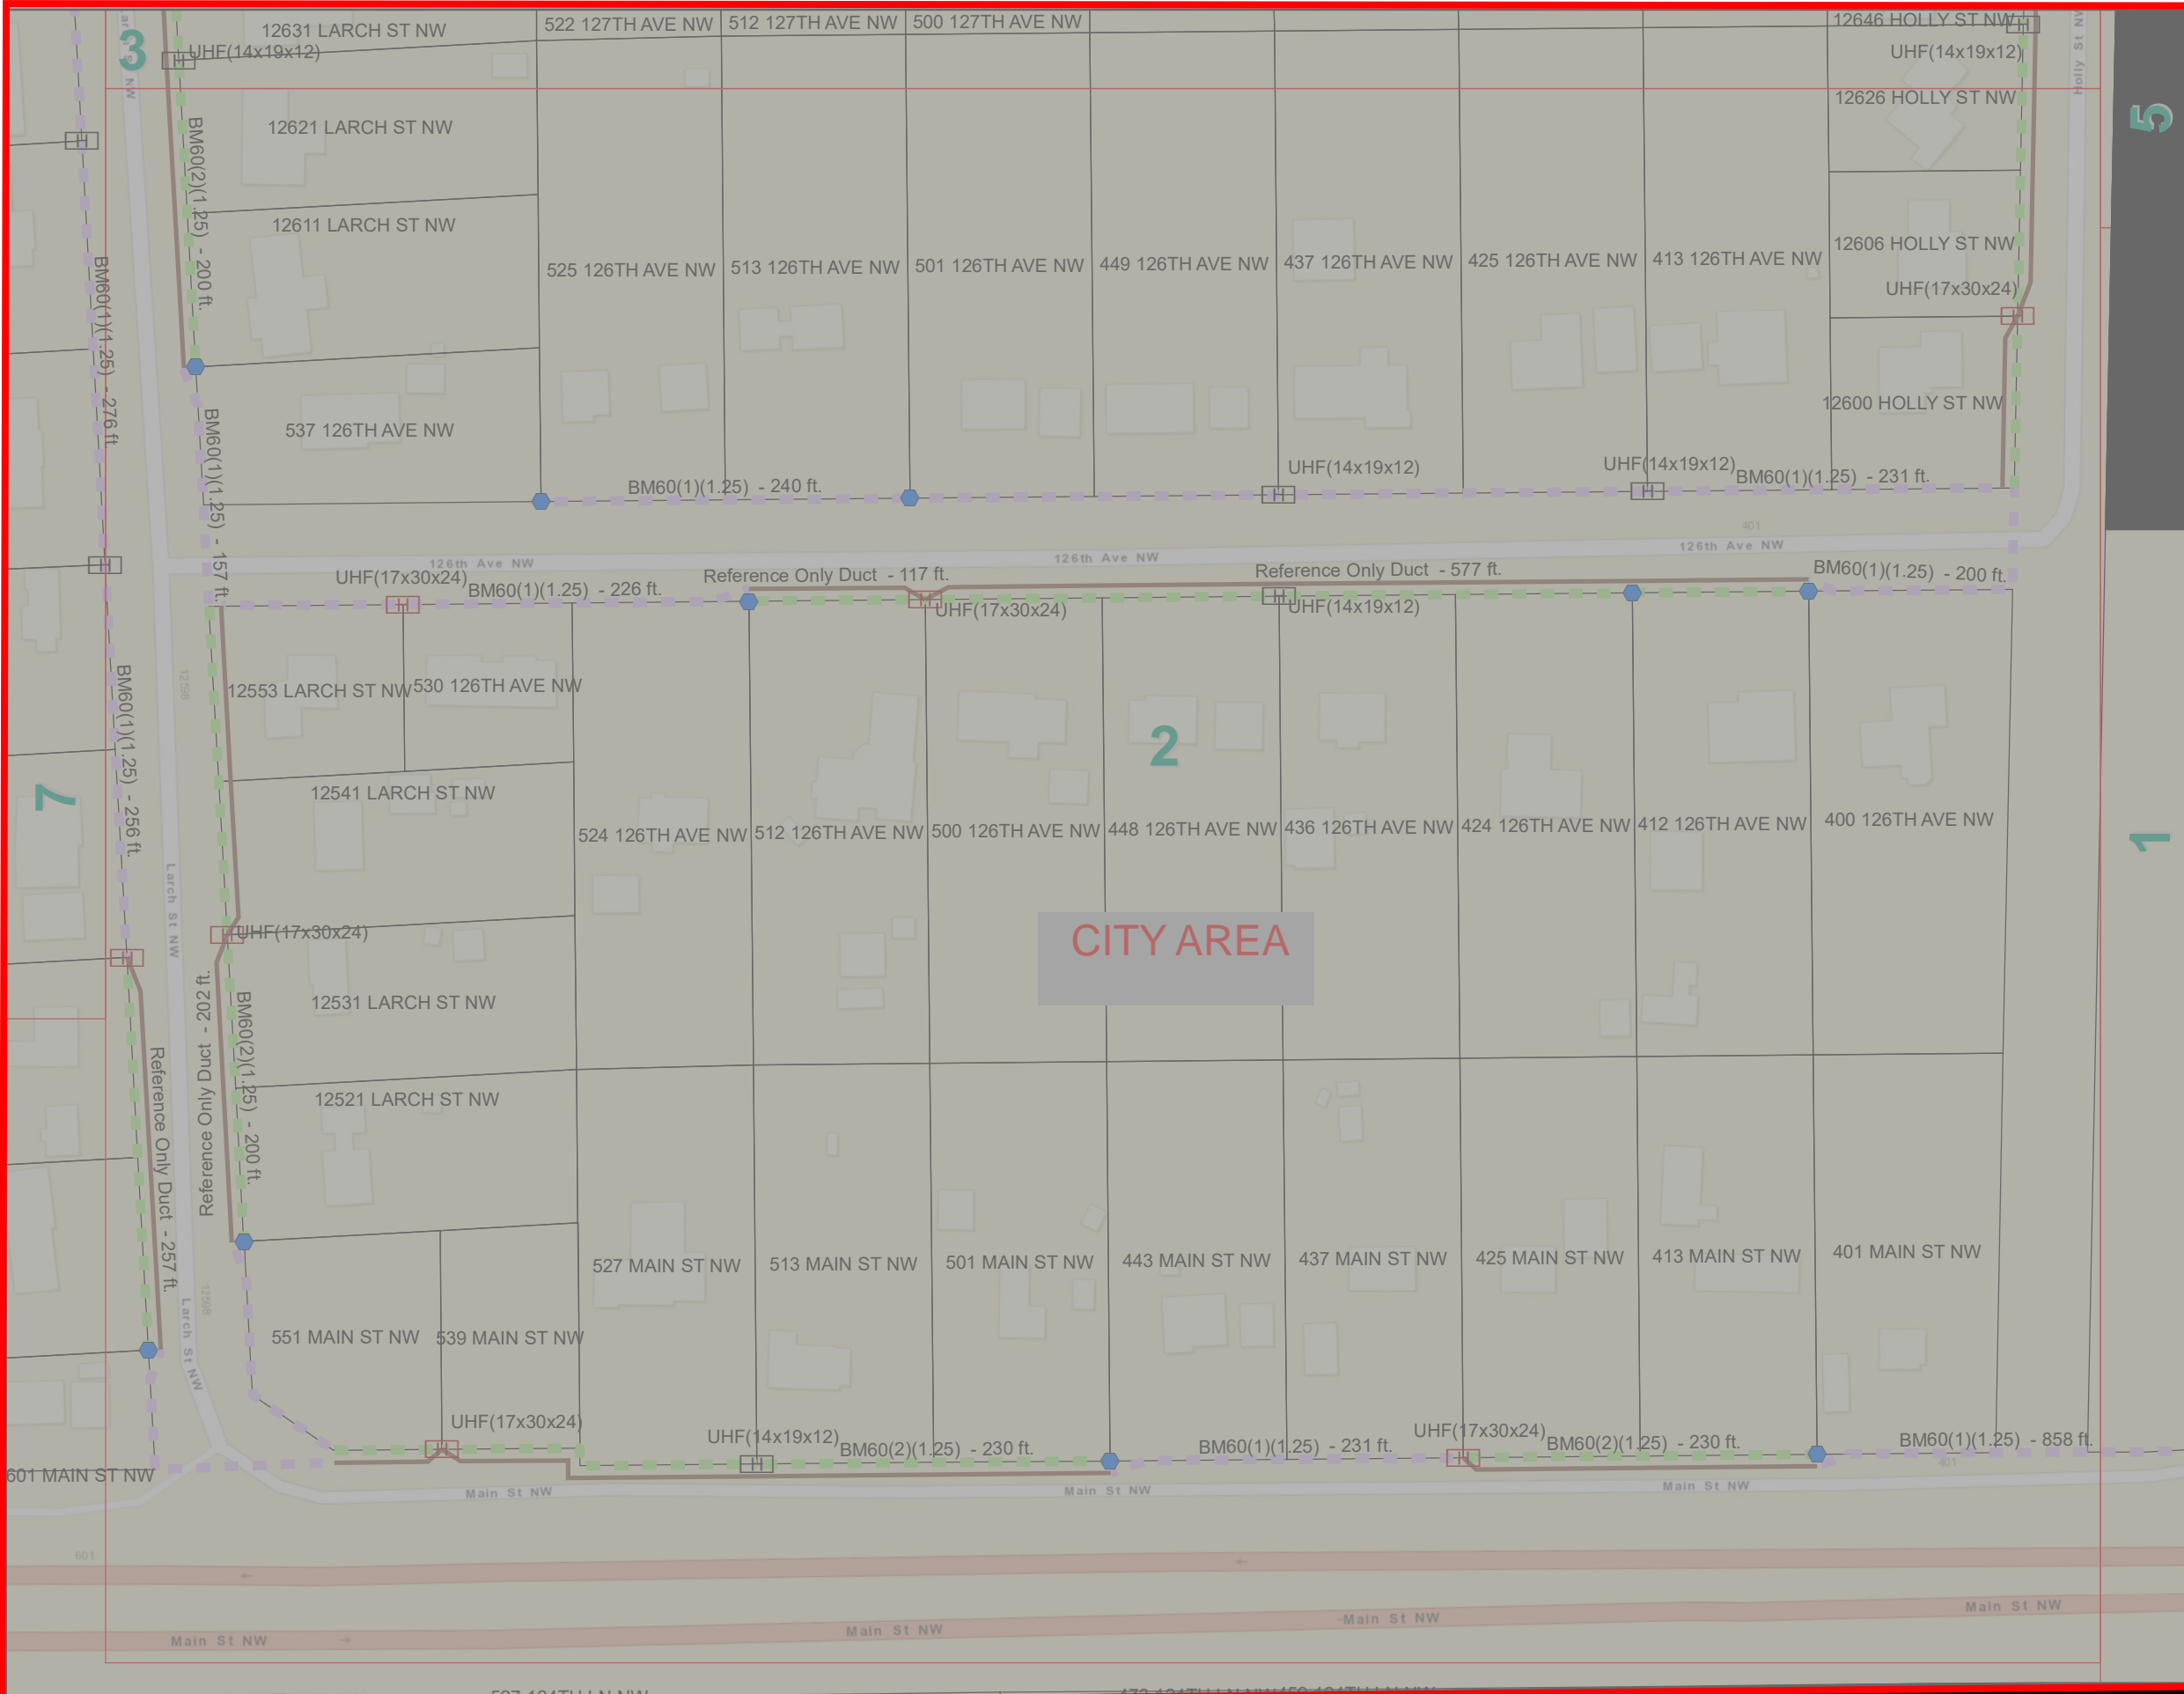 12631 LARCH ST NW
522 127TH AVE NW
512 127TH AVE NW
500 127TH AVE NW
12646 HOLLY ST NW
3
UHF(14x19x12)
UHF(14x19x12)
Holly St NW
12626 HOLLY ST NW
5
12621 LARCH ST NW
BM60(2)(1.25) - 200 ft.
12611 LARCH ST NW
12606 HOLLY ST NW
525 126TH AVE NW
513 126TH AVE NW
501 126TH AVE NW
449 126TH AVE NW
437 126TH AVE NW
425 126TH AVE NW
413 126TH AVE NW
UHF(17x30x24)
BM60(1)(1.25) - 276 ft.
12600 HOLLY ST NW
537 126TH AVE NW
BM60(1)(1.25) - 157 ft.
UHF(14x19x12)
UHF(14x19x12)
BM60(1)(1.25) - 231 ft.
BM60(1)(1.25) - 240 ft.
401
126th Ave NW
126th Ave NW
126th Ave NW
UHF(17x30x24)
BM60(1)(1.25) - 226 ft.
Reference Only Duct - 117 ft.
Reference Only Duct - 577 ft.
BM60(1)(1.25) - 200 ft.
UHF(17x30x24)
UHF(14x19x12)
12598
12553 LARCH ST NW
530 126TH AVE NW
BM60(1)(1.25) - 256 ft.
2
7
12541 LARCH ST NW
524 126TH AVE NW
512 126TH AVE NW
500 126TH AVE NW
448 126TH AVE NW
436 126TH AVE NW
424 126TH AVE NW
412 126TH AVE NW
400 126TH AVE NW
1
Larch St NW
UHF(17x30x24)
CITY AREA
12531 LARCH ST NW
Reference Only Duct - 202 ft.
BM60(2)(1.25) - 200 ft.
Reference Only Duct - 257 ft.
12521 LARCH ST NW
527 MAIN ST NW
513 MAIN ST NW
501 MAIN ST NW
443 MAIN ST NW
437 MAIN ST NW
425 MAIN ST NW
413 MAIN ST NW
401 MAIN ST NW
12598
Larch St NW
551 MAIN ST NW
539 MAIN ST NW
UHF(17x30x24)
UHF(14x19x12)
BM60(2)(1.25) - 230 ft.
BM60(1)(1.25) - 231 ft.
UHF(17x30x24)
BM60(2)(1.25) - 230 ft.
BM60(1)(1.25) - 858 ft.
401
601 MAIN ST NW
Main St NW
Main St NW
Main St NW
601
Main St NW
Main St NW
Main St NW
Main St NW